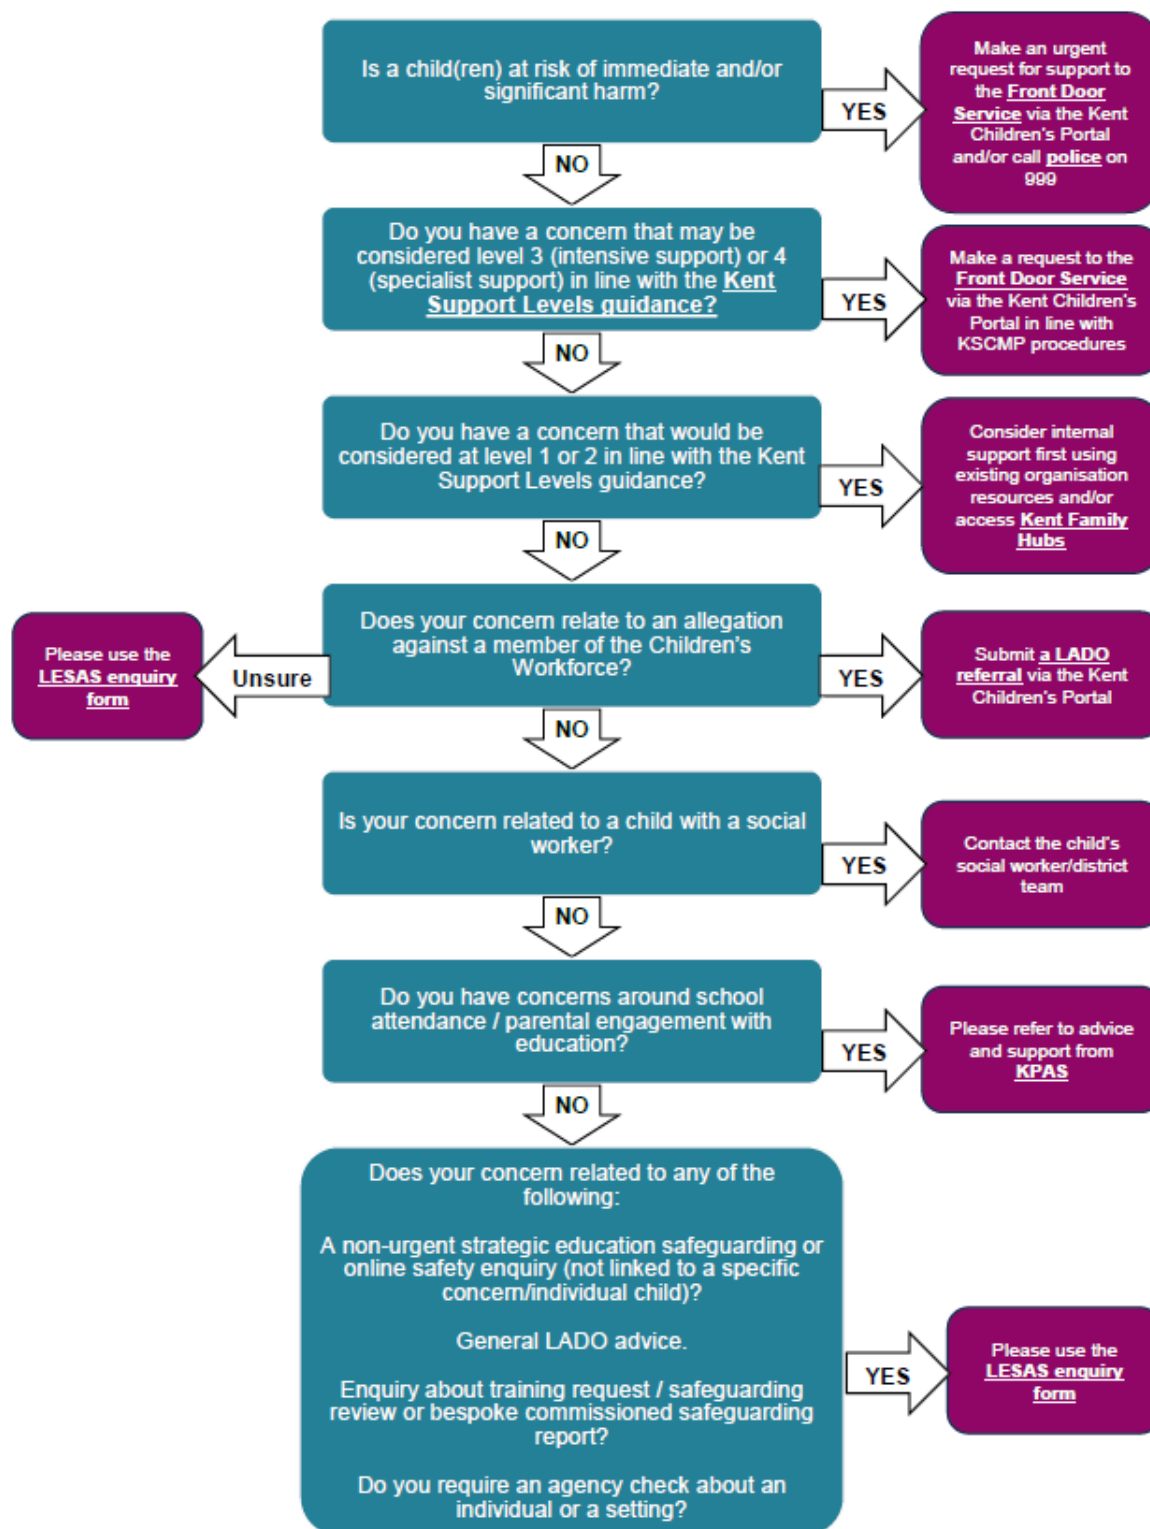 Is a child(ren) at risk of immediate and/or
significant harm?
YES
Make an urgent
request for support to
the Front Door
Service via the Kent
Children's Portal
and/or call police on
999
NO
Do you have a concern that may be
considered level 3 (intensive support) or 4
(specialist support) in line with the Kent
Support Levels guidance?
YES
Make a request to the
Front Door Service
via the Kent Children's
Portal in line with
KSCMP procedures
NO
Do you have a concern that would be
considered at level 1 or 2 in line with the Kent
Support Levels guidance?
YES
Consider internal
support first using
existing organisation
resources and/or
access Kent Family
Hubs
NO
Does your concern relate to an allegation
against a member of the Children's
Workforce?
Unsure
Please use the
LESAS enquiry
form
YES
Submit a LADO
referral via the Kent
Children's Portal
NO
Is your concern related to a child with a social
worker?
YES
Contact the child's
social worker/district
team
NO
Do you have concerns around school
attendance / parental engagement with
education?
YES
Please refer to advice
and support from
KPAS
NO
Does your concern related to any of the
following:
A non-urgent strategic education safeguarding or
online safety enquiry (not linked to a specific
concern/individual child)?
General LADO advice.
Enquiry about training request / safeguarding
review or bespoke commissioned safeguarding
report?
Do you require an agency check about an
individual or a setting?
YES
Please use the
LESAS enquiry
form